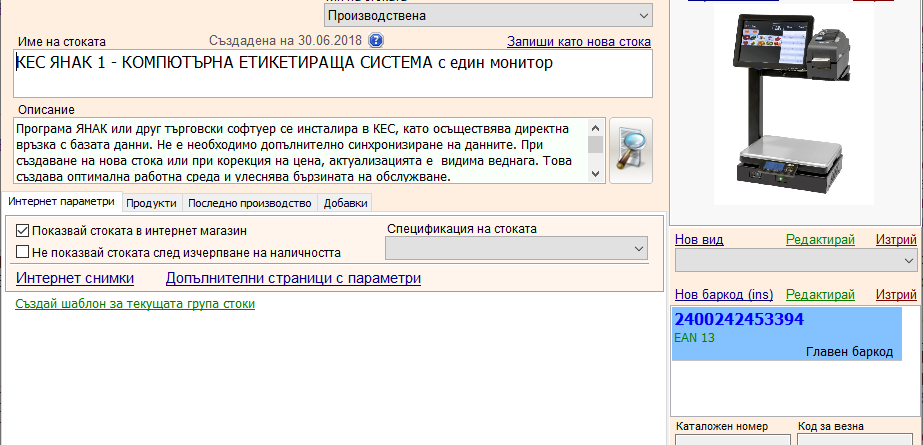 Производствена
Име на стоката
Създадена на 30.06.2018
Запиши като нова стока
КЕС ЯНАК 1 - КОМПЮТЪРНА ЕТИКЕТИРАЩА СИСТЕМА с един монитор
Описание
Програма ЯНАК или друг търговски софтуер се инсталира в КЕС, като осъществява директна
връзка с базата данни. Не е необходимо допълнително синхронизиране на данните. При
създаване на нова стока или при корекция на цена, актуализацията е видима веднага. Това
създава оптимална работна среда и улеснява бързината на обслужване.
Интернет параметри
Продукти
Последно производство
Добавки
Показвай стоката в интернет магазин
Не показвай стоката след изчерпване на наличността
Спецификация на стоката
Интернет снимки
Допълнителни страници с параметри
Създай шаблон за текущата група стоки
Нов вид
Редактирай
Изтрий
Нов баркод (ins)
Редактирай
Изтрий
2400242453394
EAN 13
Главен баркод
Каталожен номер
Код за везна